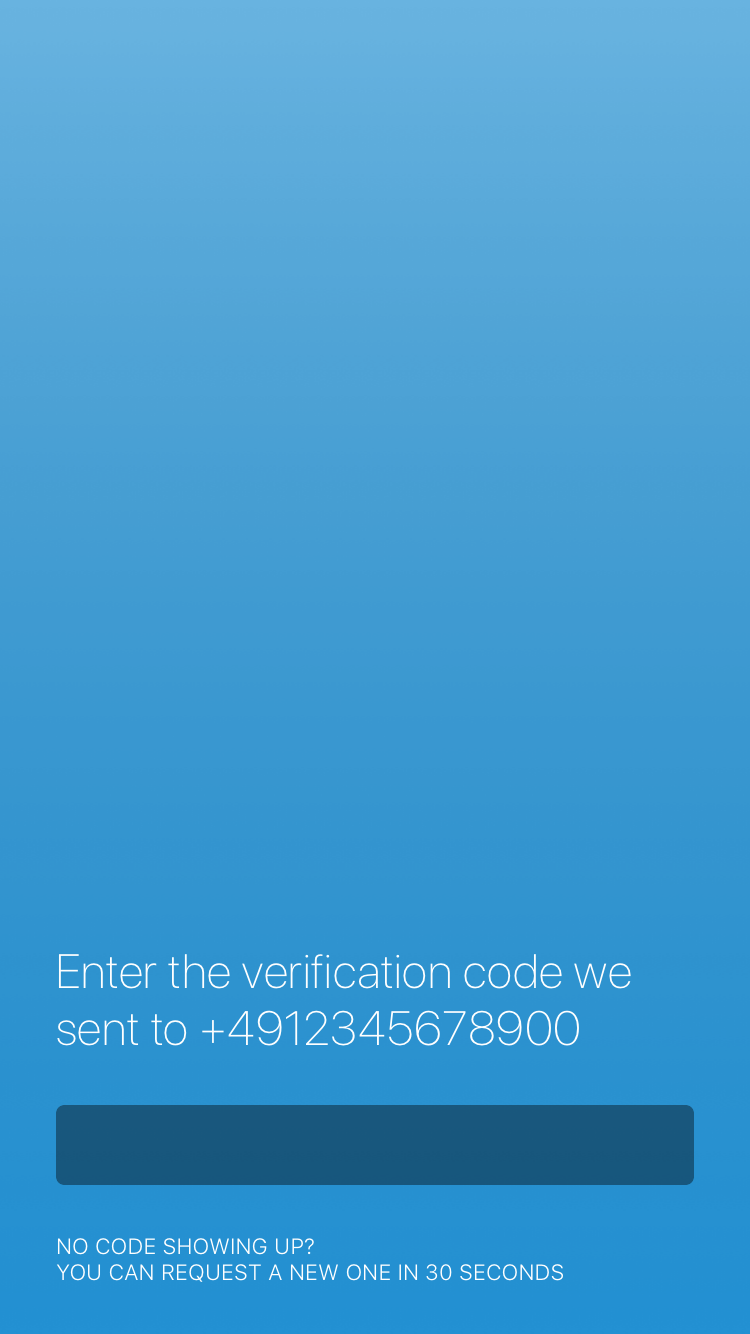 Enter the verification code we
sent to +4912345678900
NO CODE SHOWING UP?
YOU CAN REQUEST A NEW ONE IN 30 SECONDS